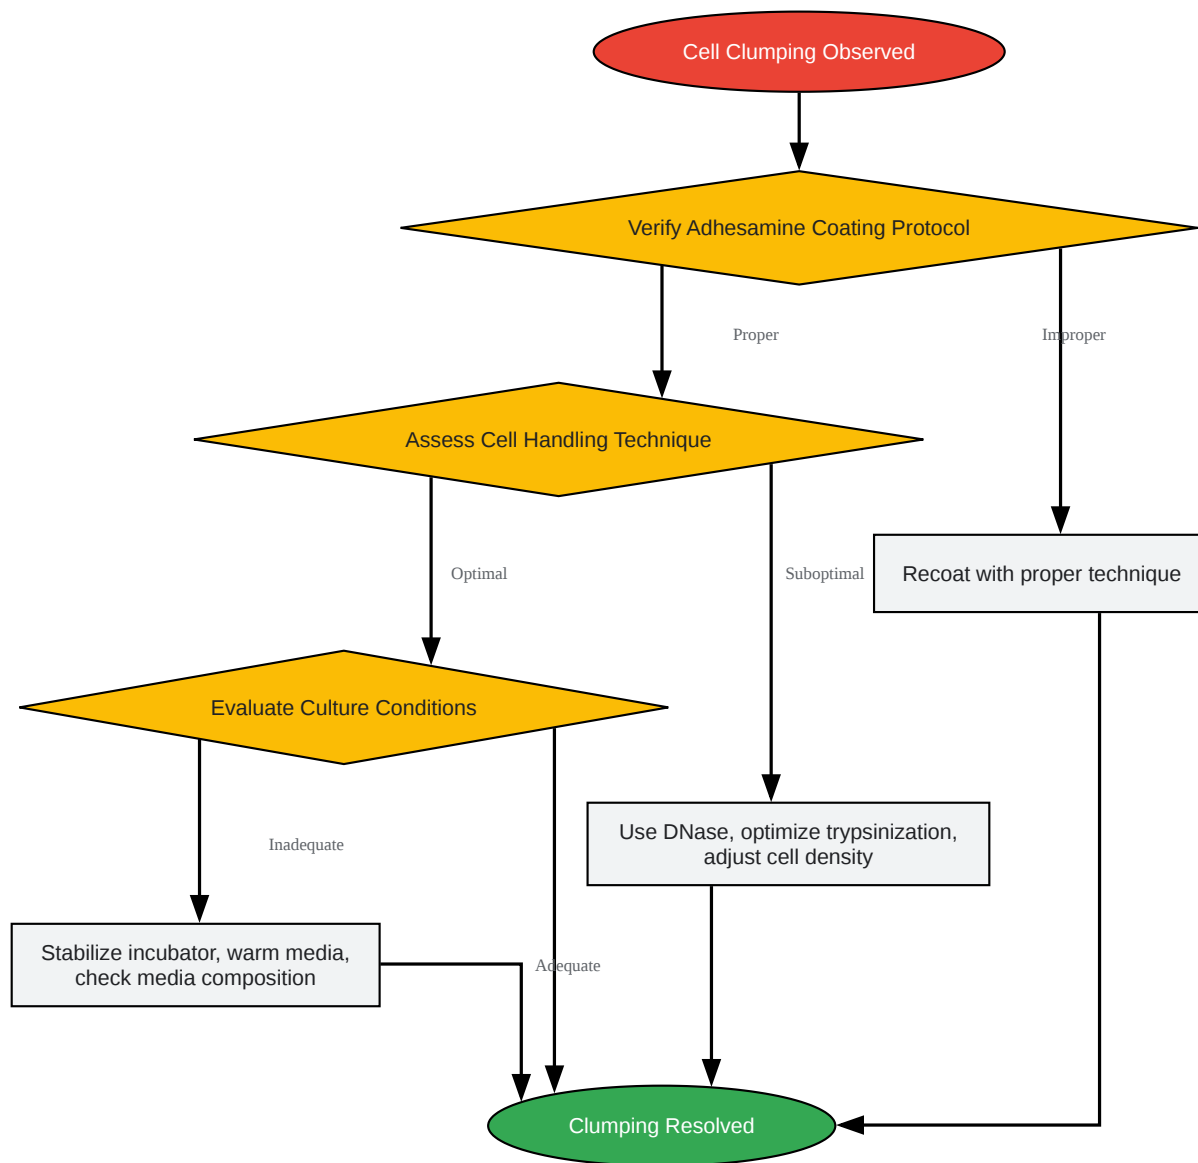 Cell Clumping Observed
Verify Adhesamine Coating Protocol
Proper
Improper
Assess Cell Handling Technique
Optimal
Suboptimal
Recoat with proper technique
Evaluate Culture Conditions
Inadequate
Use DNase, optimize trypsinization,
adjust cell density
Stabilize incubator, warm media,
check media composition
Adequate
Clumping Resolved